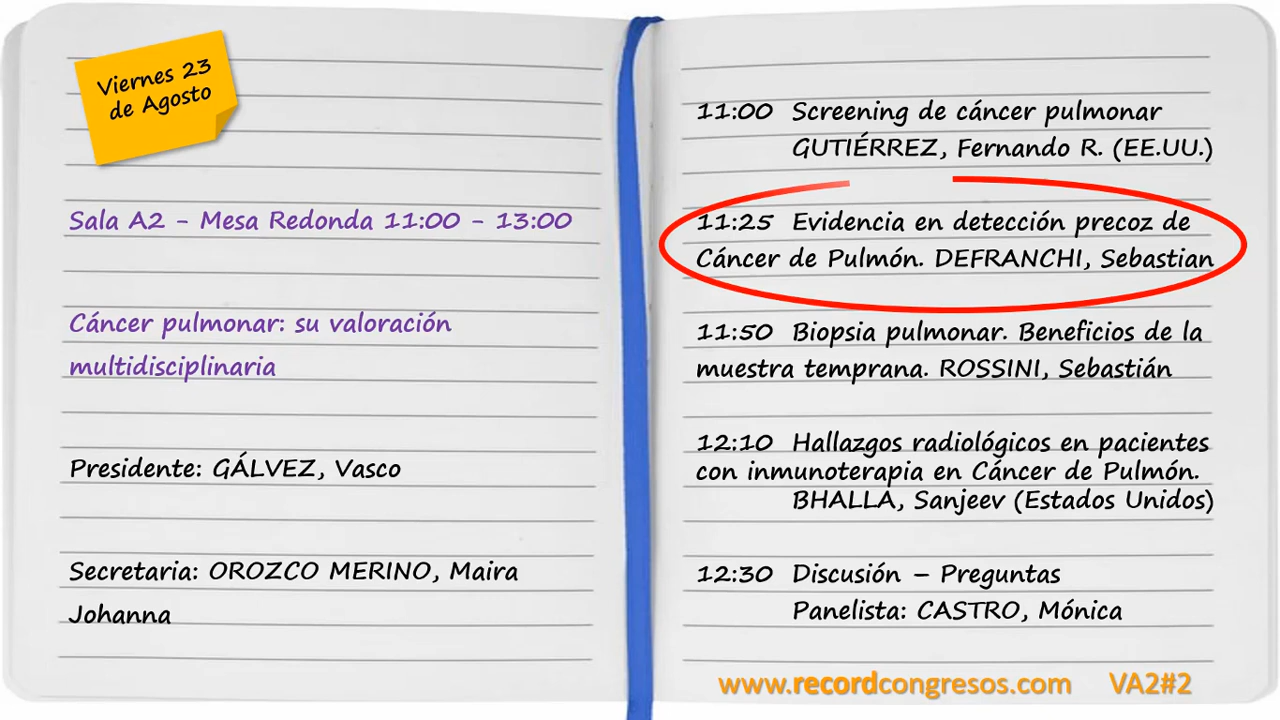 Viernes 23
de Agosto
Sala A2 - Mesa Redonda 11:00 - 13:00
Cáncer pulmonar: su valoración
multidisciplinaria
Presidente: GÁLVEZ, Vasco
Secretaria: OROZCO MERINO, Maira
Johanna
11:00 Screening de cáncer pulmonar
GUTIÉRREZ, Fernando R. (EE.UU.)
11:25 Evidencia en detección precoz de
Cáncer de Pulmón. DEFRANCHI, Sebastian
11:50 Biopsia pulmonar. Beneficios de la
muestra temprana. ROSSINI, Sebastián
12:10 Hallazgos radiológicos en pacientes
con inmunoterapia en Cáncer de Pulmón.
BHALLA, Sanjeev (Estados Unidos)
12:30 Discusión – Preguntas
Panelista: CASTRO, Mónica
www.recordcongresos.com VA2#2